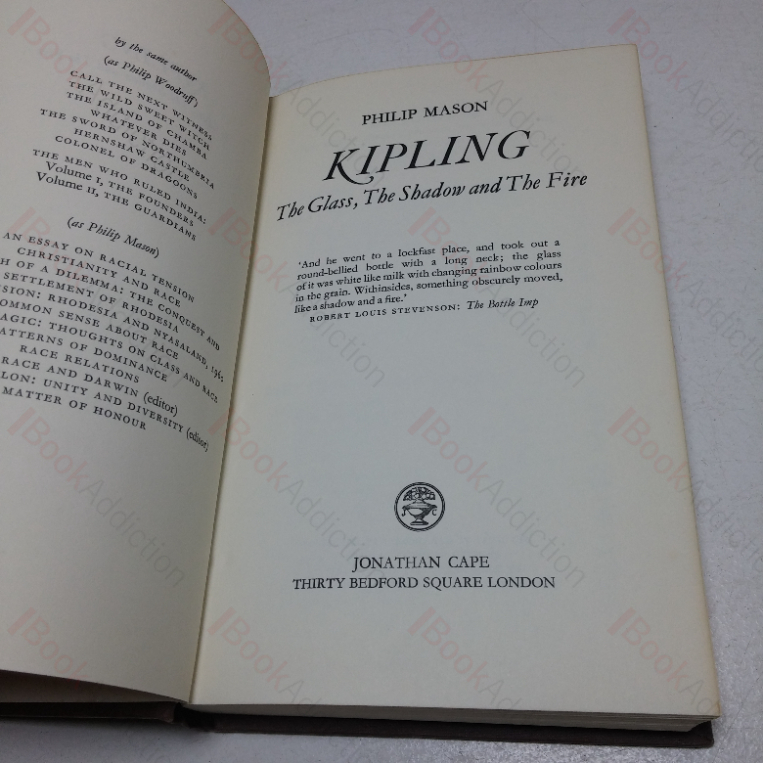 by the same author
(as Philip Woodruff)
CALL THE NEXT WITNESS
THE WILD SWEET WITCH
THE ISLAND OF CHAMBA
WHATEVER DIES
THE SWORD OF NORTHUMBRIA
HERNSHAW CASTLE
COLONEL OF DRAGOONS
THE MEN WHO RULED INDIA:
Volume I, THE FOUNDERS
Volume II, THE GUARDIANS
(as Philip Mason)
AN ESSAY ON RACIAL TENSION
CHRISTIANITY AND RACE
OF A DILEMMA: THE CONQUEST AND
SETTLEMENT OF RHODESIA
RHODESIA AND NYASALAND,
COMMON SENSE ABOUT RACE
THOUGHTS ON CLASS AND RACE
PATTERNS OF DOMINANCE
RACE RELATIONS
RACE AND DARWIN (editor)
UNITY AND DIVERSITY (editor)
MATTER OF HONOUR
PHILIP MASON
KIPLING
The Glass, The Shadow and The Fire
'And he went to a lockfast place, and took out a
round-bellied bottle with a long neck; the glass
of it was white like milk with changing rainbow colours
in the grain. Withinsides, something obscurely moved,
like a shadow and a fire.'
ROBERT LOUIS STEVENSON: The Bottle Imp
JONATHAN CAPE
THIRTY BEDFORD SQUARE LONDON
BookAddiction